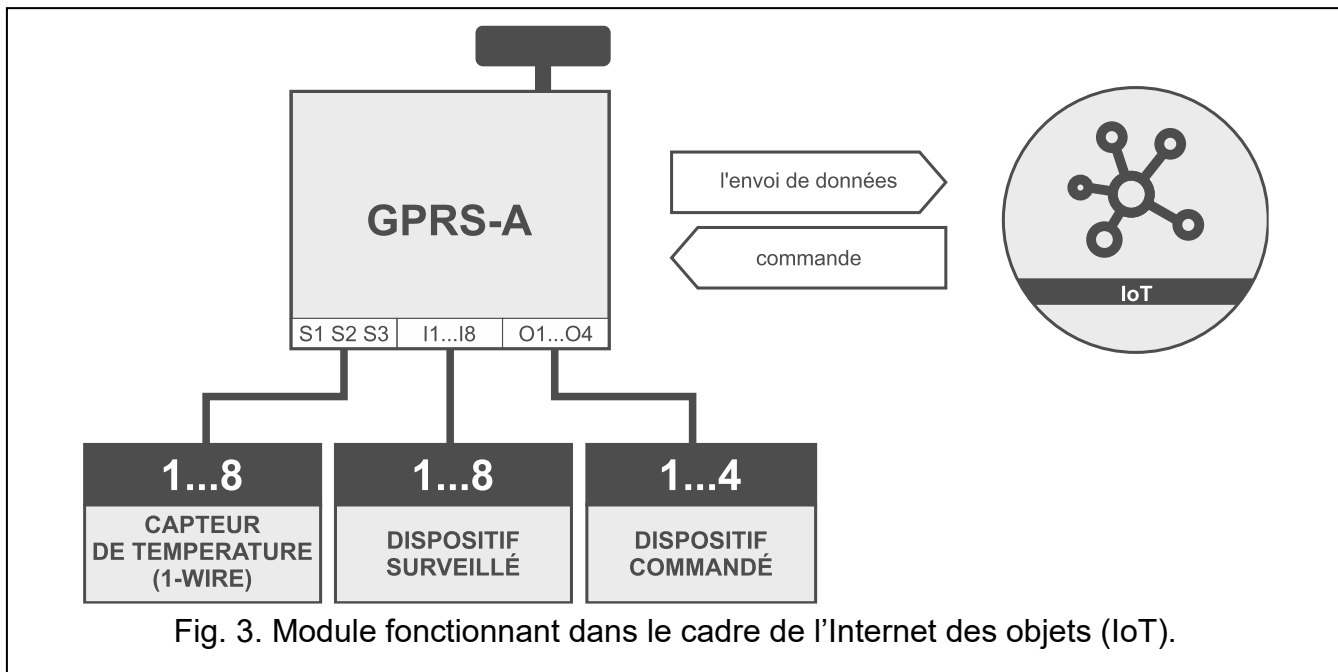 GPRS-A
S1 S2 S3
I1...I8
O1...O4
l'envoi de données
commande
IoT
1...8
CAPTEUR
DE TEMPERATURE
(1-WIRE)
1...8
DISPOSITIF
SURVEILLÉ
1...4
DISPOSITIF
COMMANDÉ
Fig. 3. Module fonctionnant dans le cadre de l’Internet des objets (IoT).